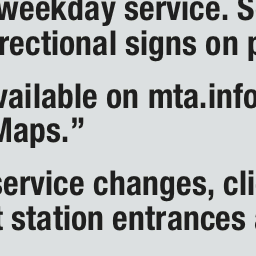 weekday service. S
rectional signs on p
vailable on mta.info
Maps.”
service changes, cli
t station entrances a